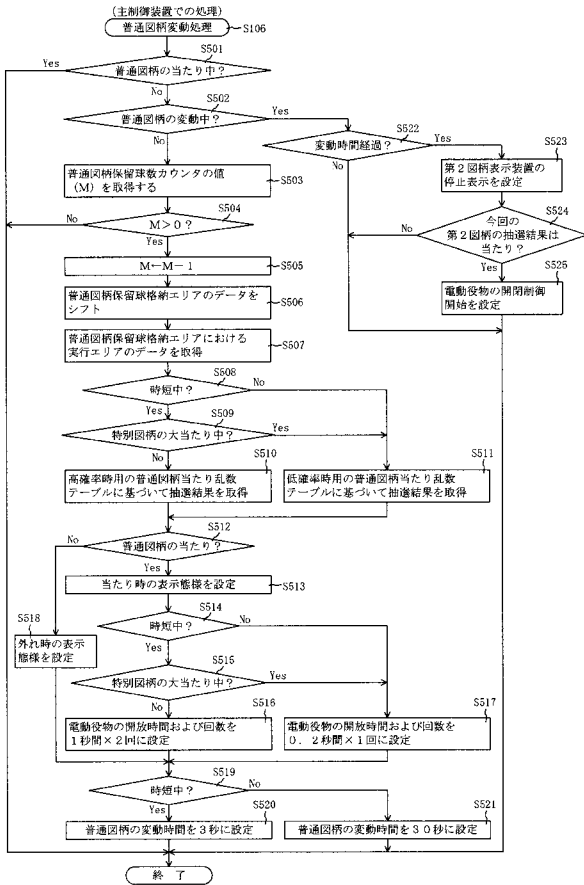 (主制御装置での処理)
普通図柄変動処理
S106
S501
Yes
普通図柄の当たり中?
No
S502
普通図柄の変動中?
Yes
No
S522
変動時間経過?
Yes
No
S523
第2図柄表示装置の
停止表示を設定
S524
今回の
第2図柄の抽選結果は
当たり?
No
Yes
S525
電動役物の開閉制御
開始を設定
普通図柄保留球数カウンタの値
(M)を取得する
S503
S504
No
M>0?
Yes
M←M-1
S505
普通図柄保留球格納エリアのデータを
シフト
S506
普通図柄保留球格納エリアにおける
実行エリアのデータを取得
S507
S508
時短中?
No
Yes
S509
特別図柄の大当たり中?
Yes
No
S510
高確率時用の普通図柄当たり乱数
テーブルに基づいて抽選結果を取得
S511
低確率時用の普通図柄当たり乱数
テーブルに基づいて抽選結果を取得
S512
No
普通図柄の当たり?
Yes
当たり時の表示態様を設定
S513
S514
時短中?
No
Yes
S518
外れ時の表示
態様を設定
S515
特別図柄の大当たり中?
Yes
No
S516
電動役物の開放時間および回数を
1秒間×2回に設定
S517
電動役物の開放時間および回数を
0.2秒間×1回に設定
S519
時短中?
No
Yes
S520
普通図柄の変動時間を3秒に設定
S521
普通図柄の変動時間を30秒に設定
終了